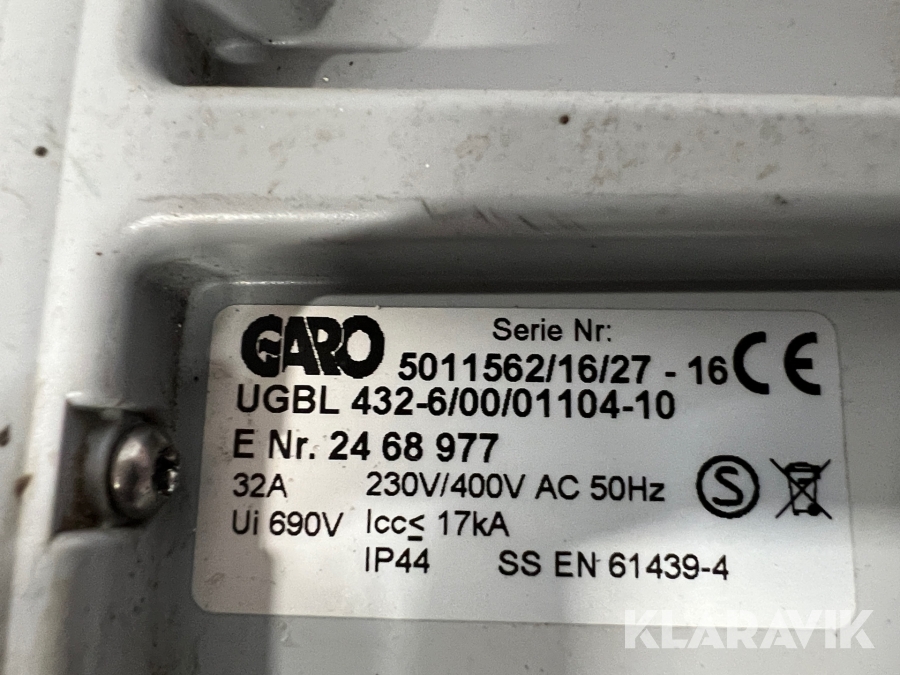 GARO
Serie Nr:
5011562/16/27 - 16 CE
UGBL 432-6/00/01104-10
E Nr. 24 68 977
32A 230V/400V AC 50Hz S
Ui 690V Icc≤ 17kA
IP44 SS EN 61439-4
KLARAVIK